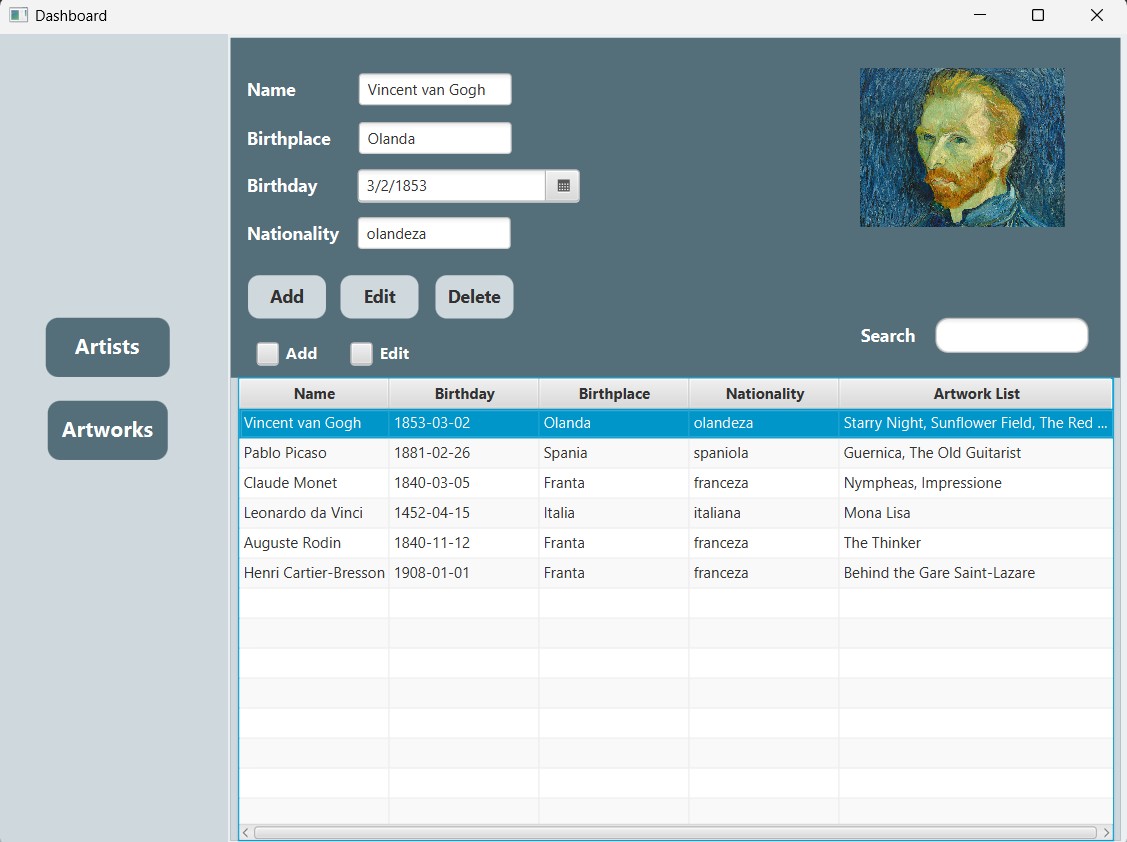 Dashboard
Name Vincent van Gogh
Birthplace Olanda
Birthday 3/2/1853
Nationality olandeza
Add Edit Delete
Search
Add Edit
Artists
Artworks
Name Birthday Birthplace Nationality Artwork List
Vincent van Gogh 1853-03-02 Olanda olandeza Starry Night, Sunflower Field, The Red ...
Pablo Picaso 1881-02-26 Spania spaniola Guernica, The Old Guitarist
Claude Monet 1840-03-05 Franta franceza Nympheas, Impressione
Leonardo da Vinci 1452-04-15 Italia italiana Mona Lisa
Auguste Rodin 1840-11-12 Franta franceza The Thinker
Henri Cartier-Bresson 1908-01-01 Franta franceza Behind the Gare Saint-Lazare